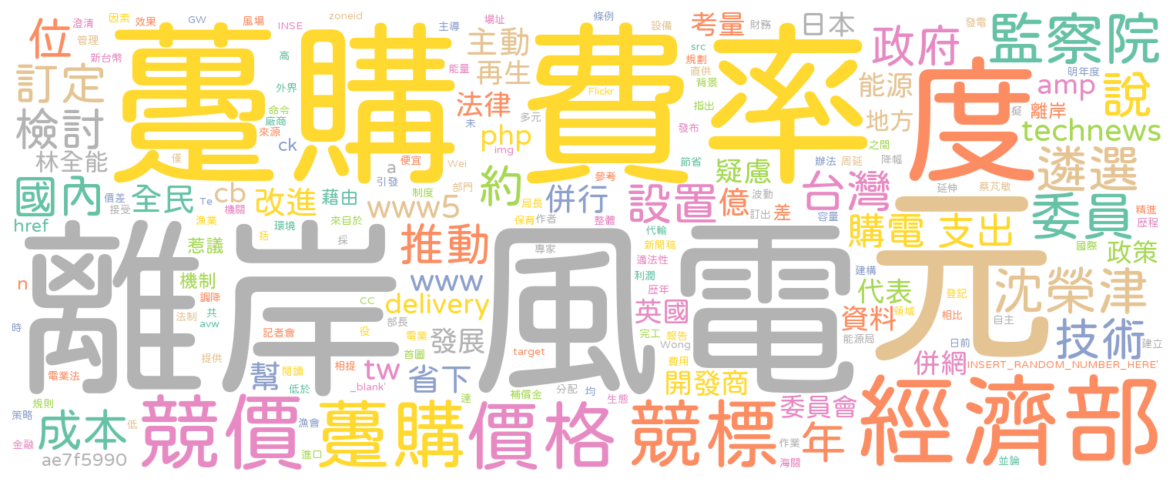 位
澄清
因素
效果
GW
風場
INSE
zoneid
主導
場址
條例
設備
考量
財務
日本
政府
發電
監察院
管理
新台幣
高
能量
主動
src
規劃
直供
背景
明年度
訂定
躉購
費率
度
外界
再生
Flickr
能源
amp
說
命令
廠商
法律
多元
指出
擬
離岸
檢討
來源
未
php
發布
地方
technews
林全能
ck
僅
便宜
img
Wei
節省
疑慮
之間
辦法
周延
降幅
遴選
a
引發
參考
國內
價差
接受
全民
Te
cb
制度
部門
改進
藉由
www5
約
局長
保育
作者
併行
整體
設置
億
波動
訂出
差
台灣
容量
延伸
蔡芃敏
委員
精進
歷程
href
漁業
機關
環境
來自於
括
採
專家
代輸
新聞稿
適法性
利潤
歷年
購電 支出
國際
政策
離岸
風電
元
惹議
推動
機制
www
n
調降
共
avw
法制
cc
役
delivery
英國
完工
報告
Wong
建構
代表
登記
領域
沈榮津
資料
相比
自主
技術
時
提供
記者會
部長
電業
發展
首圖
target
能源局
日前
建立
電業法
閱讀
相提
_blank'
幫
tw
省下
低於
補償金
連
分配
均
費用
開發商
生態
併網
INSERT_RANDOM_NUMBER_HERE'
規則
策略
成本
低
金融
ae7f5990
競價
漁會
進口
躉購
價格
競標
委員會
作業
海關
年
經濟部
並論